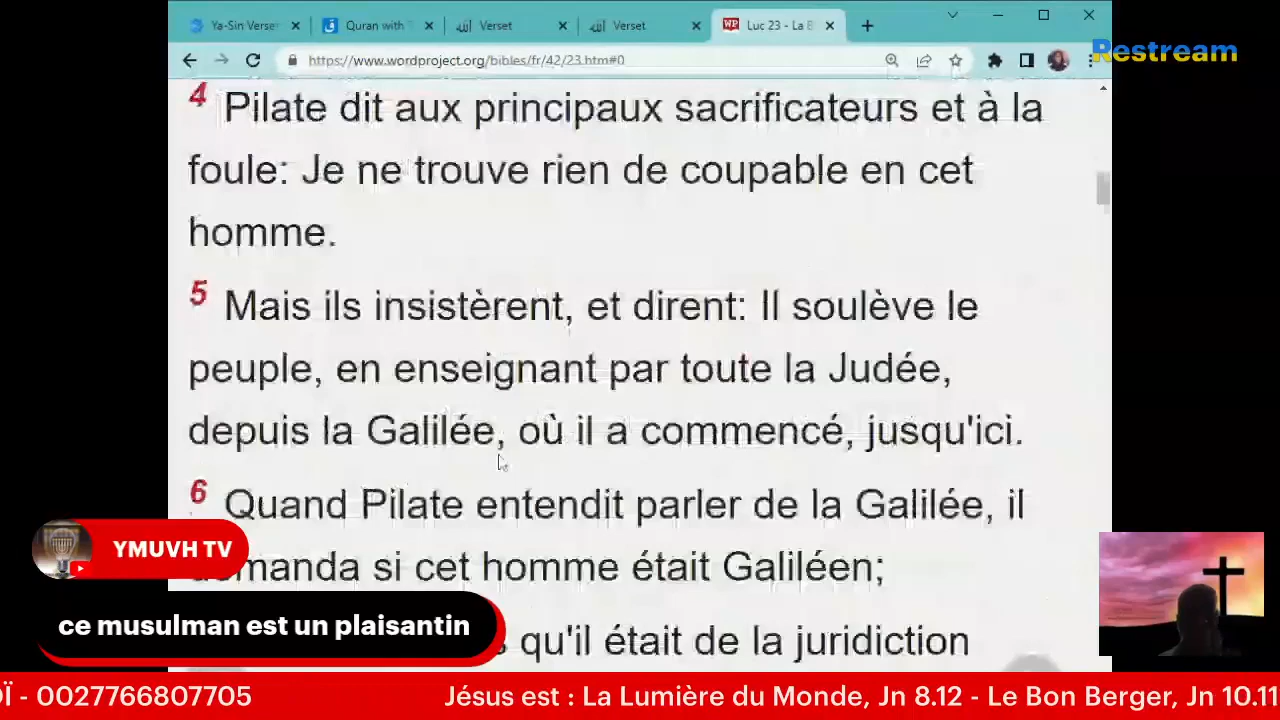 Ya-Sin Verse
Quran with T
Verset
Verset
WP Luc 23 - La B
https://www.wordproject.org/bibles/fr/42/23.htm#0
Restream
4 Pilate dit aux principaux sacrificateurs et à la
foule: Je ne trouve rien de coupable en cet
homme.
5 Mais ils insistèrent, et dirent: Il soulève le
peuple, en enseignant par toute la Judée,
depuis la Galilée, où il a commencé, jusqu'ici.
6 Quand Pilate entendit parler de la Galilée, il
manda si cet homme était Galiléen;
qu'il était de la juridiction
YMUVH TV
ce musulman est un plaisantin
OÏ - 0027766807705 Jésus est : La Lumière du Monde, Jn 8.12 - Le Bon Berger, Jn 10.11